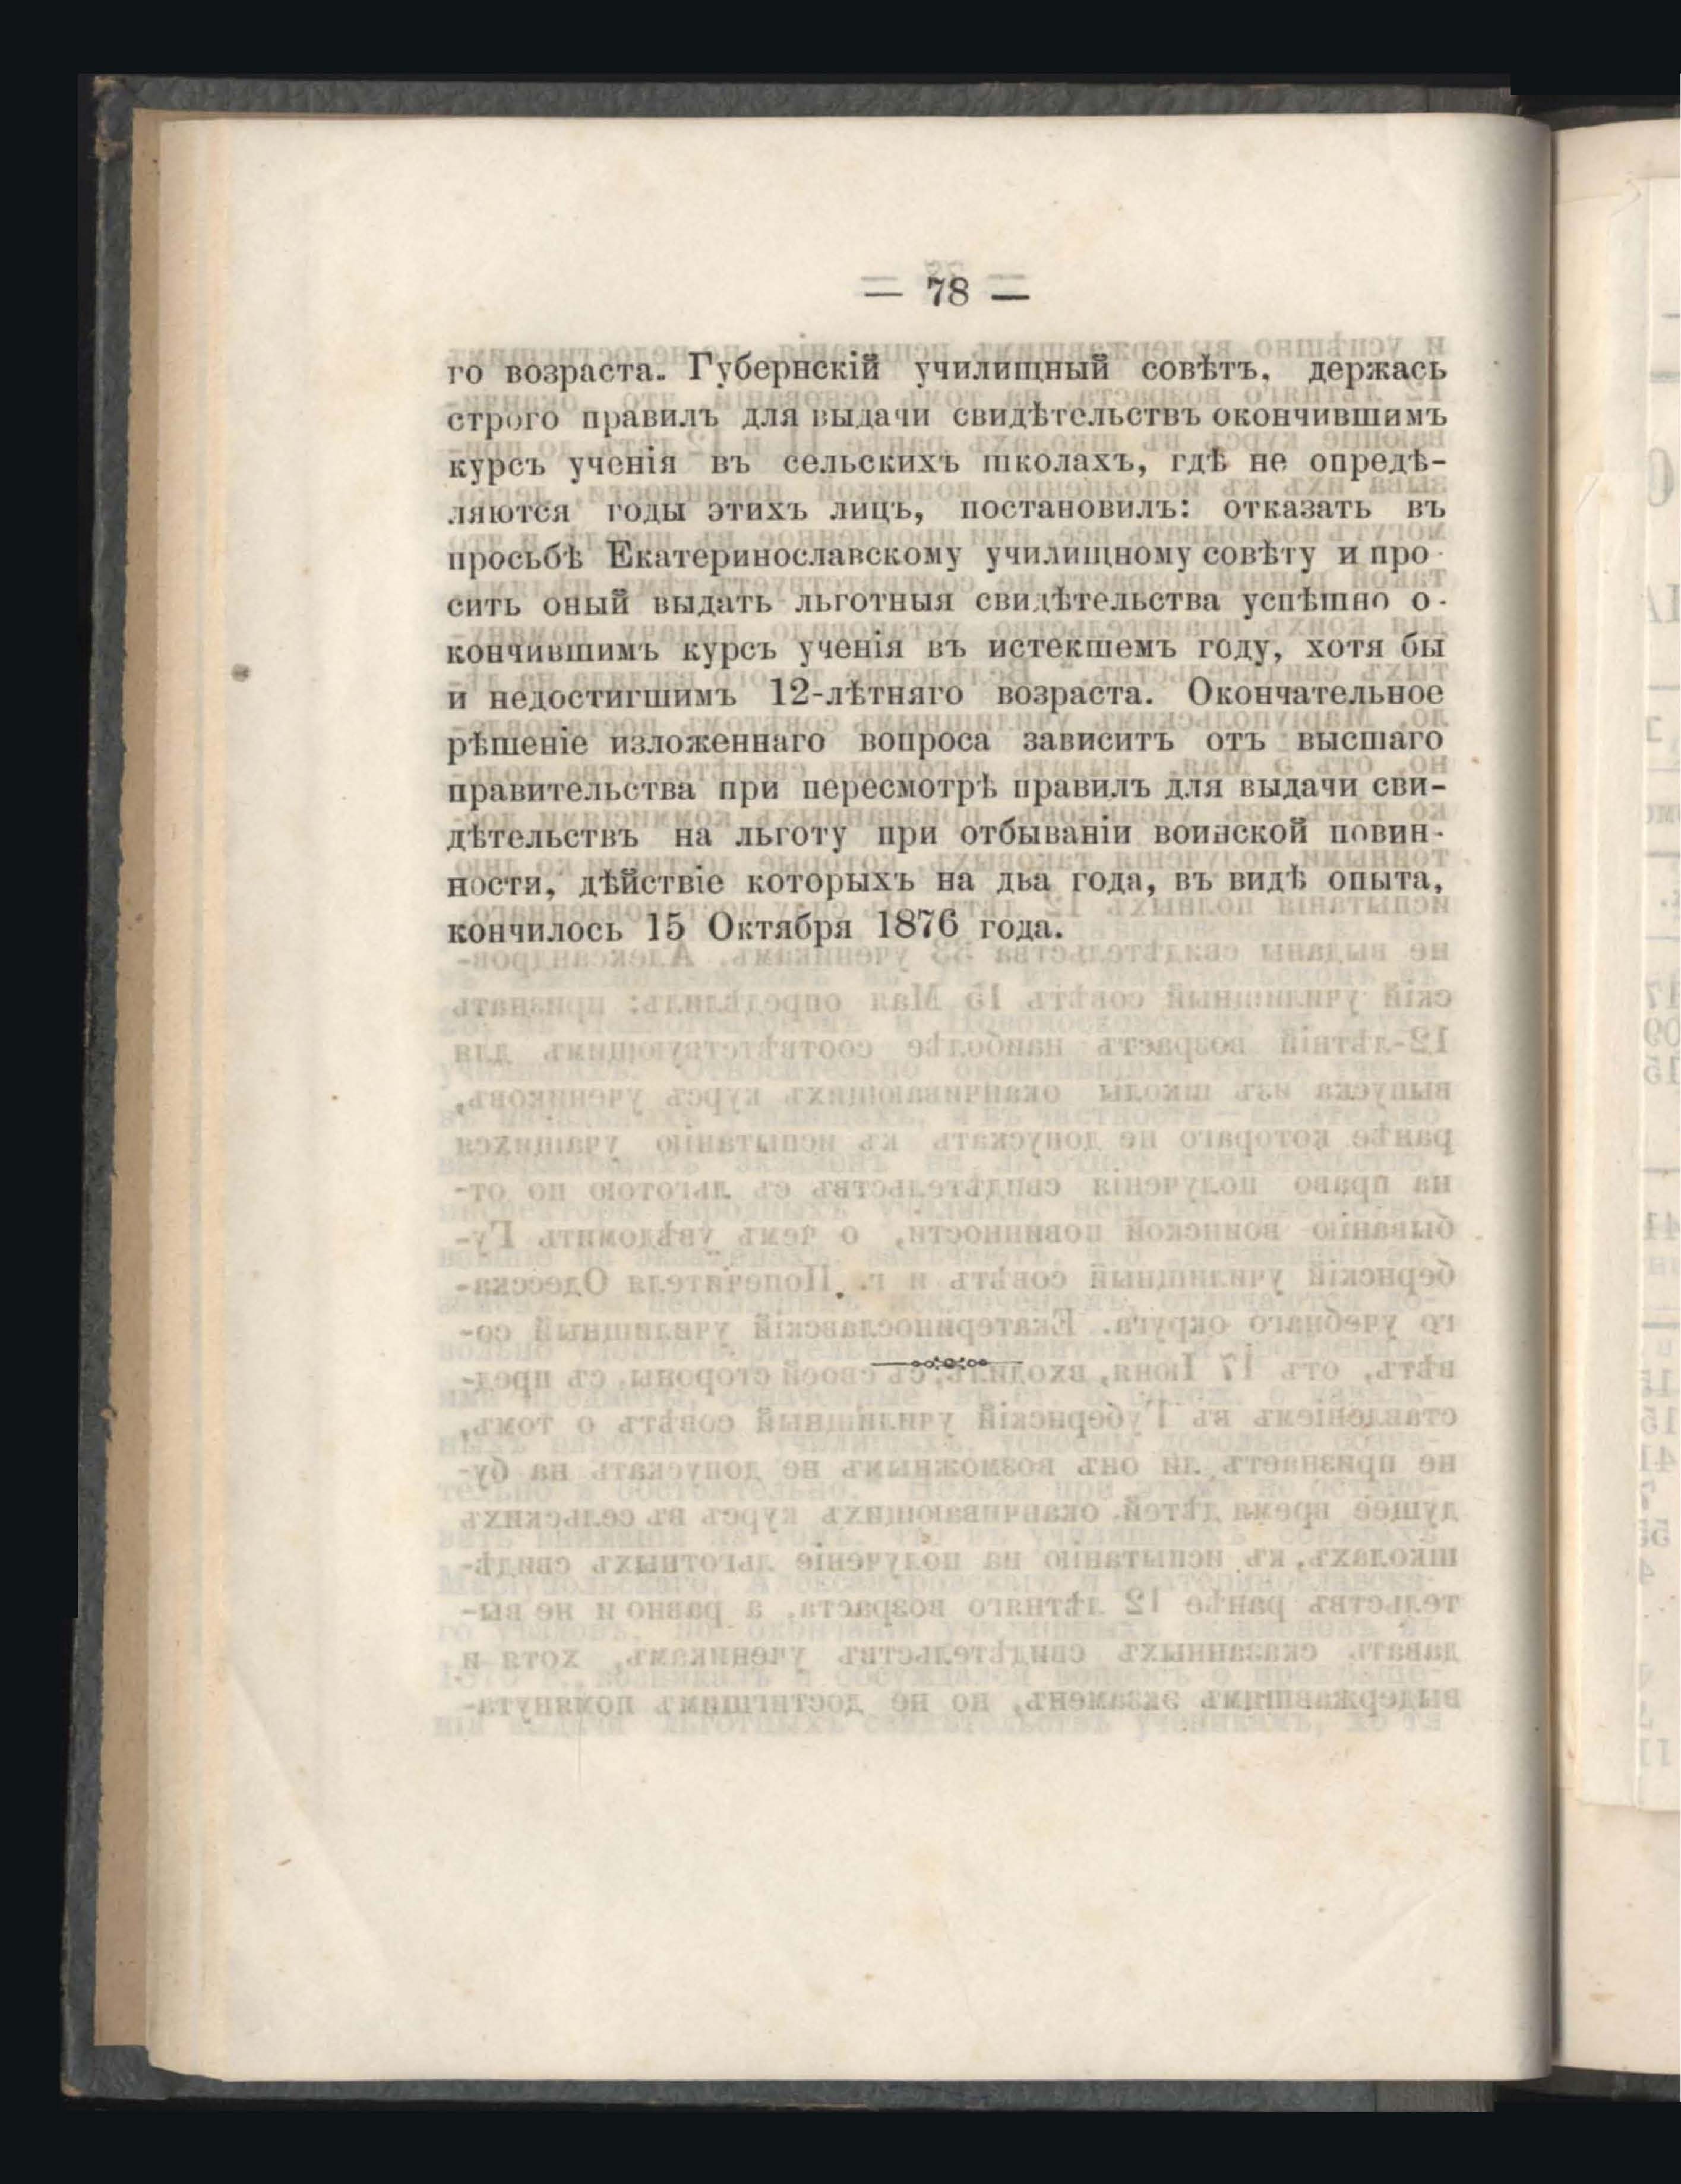 — 78 —
го возраста. Губернскій училищный совѣтъ, держась
строго правилъ для выдачи свидѣтельствъ окончившимъ
курсъ ученія въ сельскихъ школахъ, гдѣ не опредѣ-
ляются годы этихъ лицъ, постановилъ: отказать въ
просьбѣ Екатеринославскому училищному совѣту и про-
сить оный выдать льготныя свидѣтельства успѣшно о-
кончившимъ курсъ ученія въ истекшемъ году, хотя бы
и недостигшимъ 12-лѣтняго возраста. Окончательное
рѣшеніе изложеннаго вопроса зависитъ отъ высшаго
правительства при пересмотрѣ правилъ для выдачи сви-
дѣтельствъ на льготу при отбываніи воинской повин-
ности, дѣйствіе которыхъ на два года, въ видѣ опыта,
кончилось 15 Октября 1876 года.